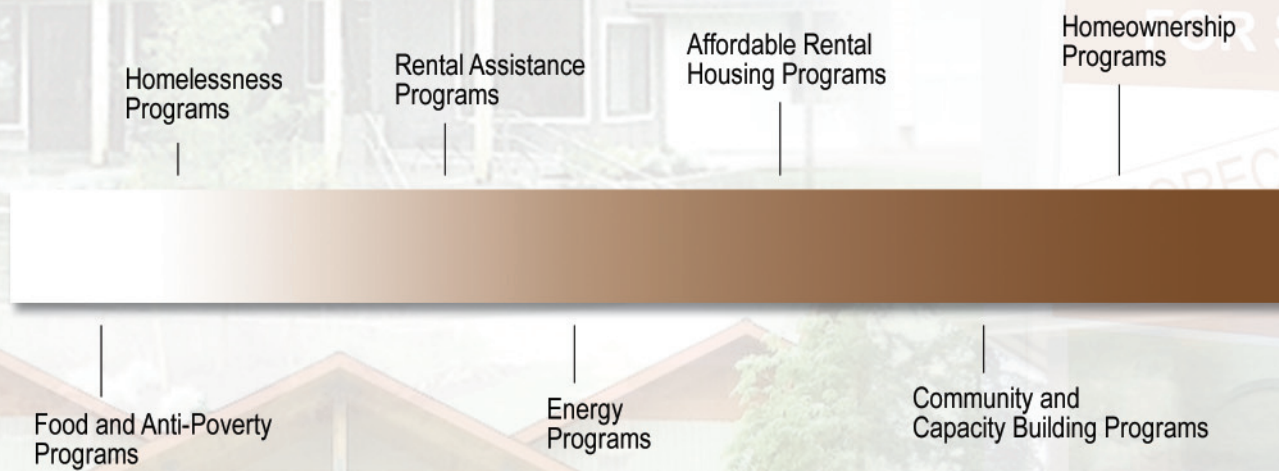 Homelessness
Programs
Rental Assistance
Programs
Affordable Rental
Housing Programs
Homeownership
Programs
FOR
Food and Anti-Poverty
Programs
Energy
Programs
Community and
Capacity Building Programs